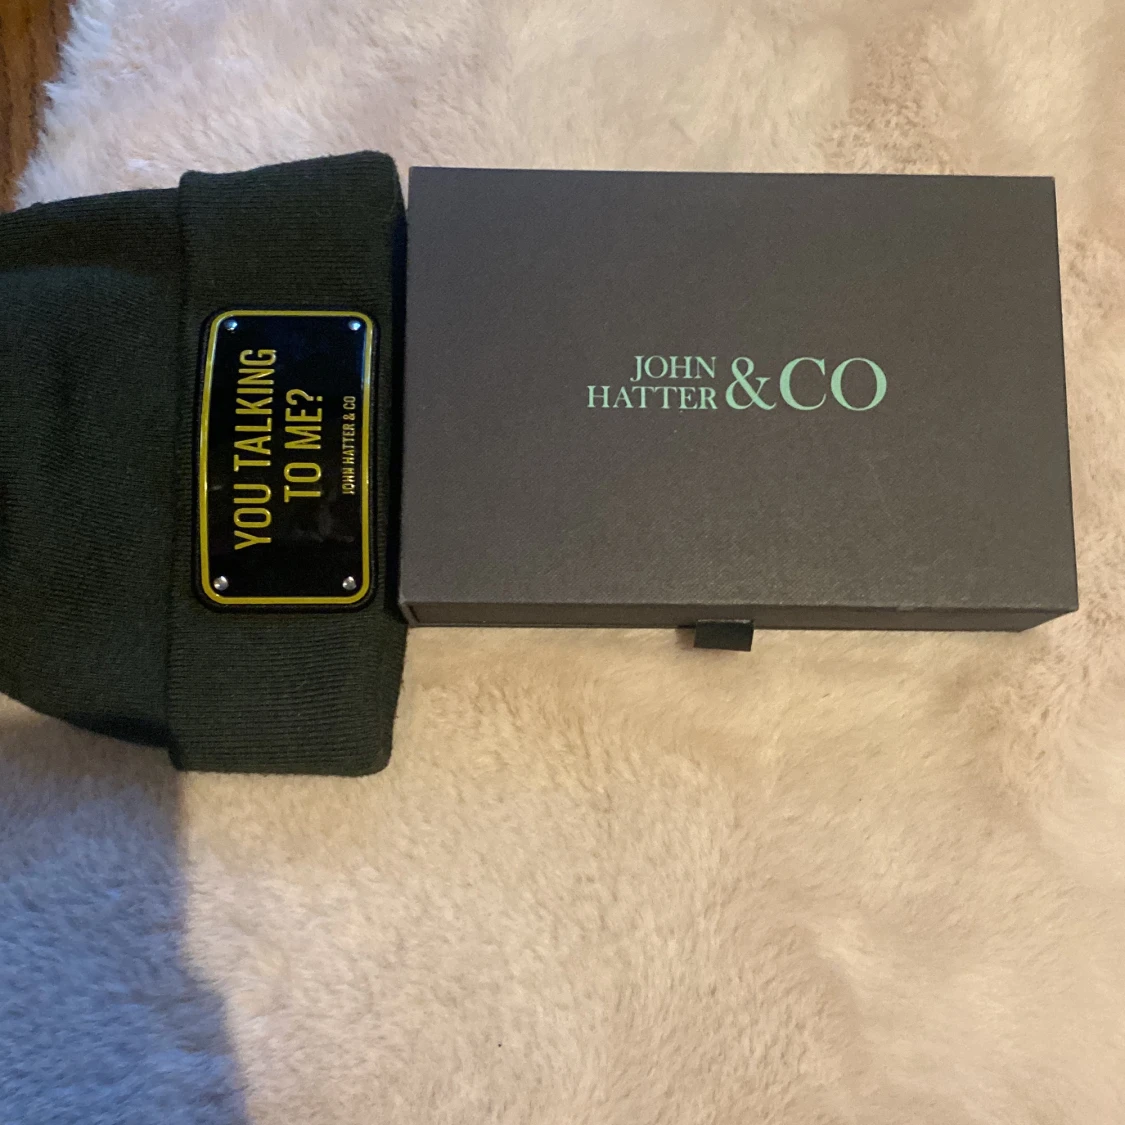 YOU TALKING
TO ME?
JOHN HATTER & CO
JOHN
HATTER &CO